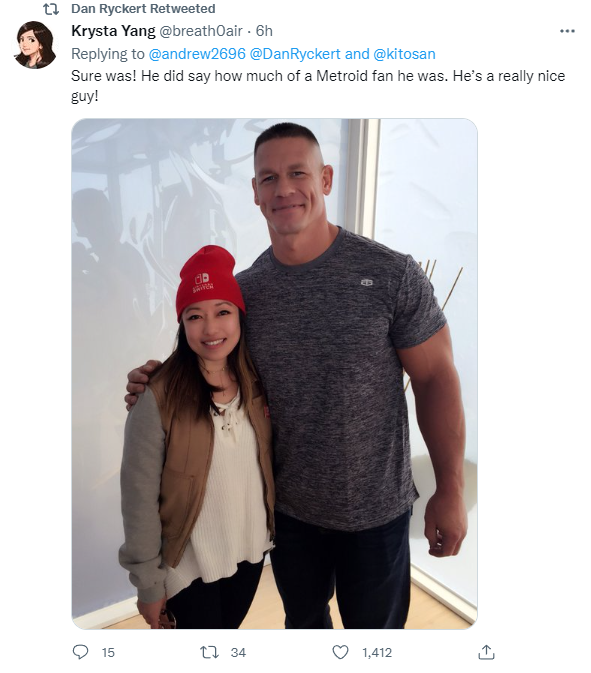 Dan Ryckert Retweeted
Krysta Yang @breath0air · 6h
Replying to @andrew2696 @DanRyckert and @kitosan
Sure was! He did say how much of a Metroid fan he was. He's a really nice
guy!
SWITCH
15
34
1,412